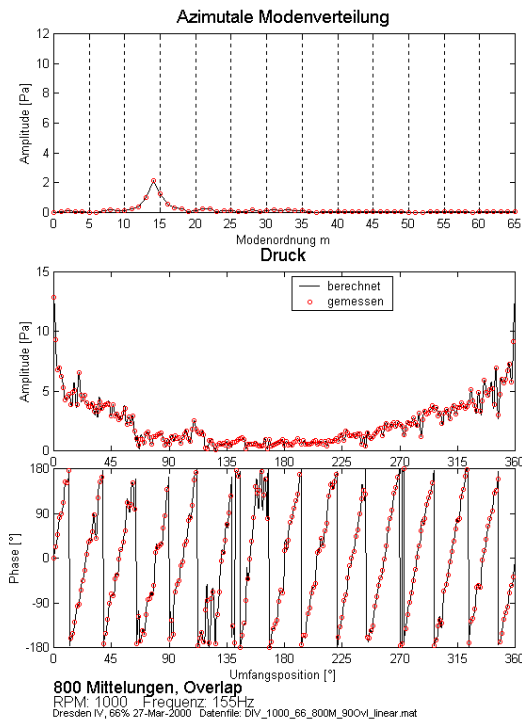 Azimutale Modenverteilung
12
10
8
6
4
2
0
Amplitude [Pa]
0 5 10 15 20 25 30 35 40 45 50 55 60 65
Modenordnung m
Druck
15
10
5
0
Amplitude [Pa]
berechnet
gemessen
0 45 90 135 180 225 270 315 360
180
90
0
-90
-180
Phase [°]
0 45 90 135 180 225 270 315 360
Umfangsposition [°]
800 Mittelungen, Overlap
RPM: 1000 Frequenz: 155Hz
Dresden IV, 66% 27-Mar-2000 Datenfile: DIV_1000_66_800M_90Ovl_linear.mat